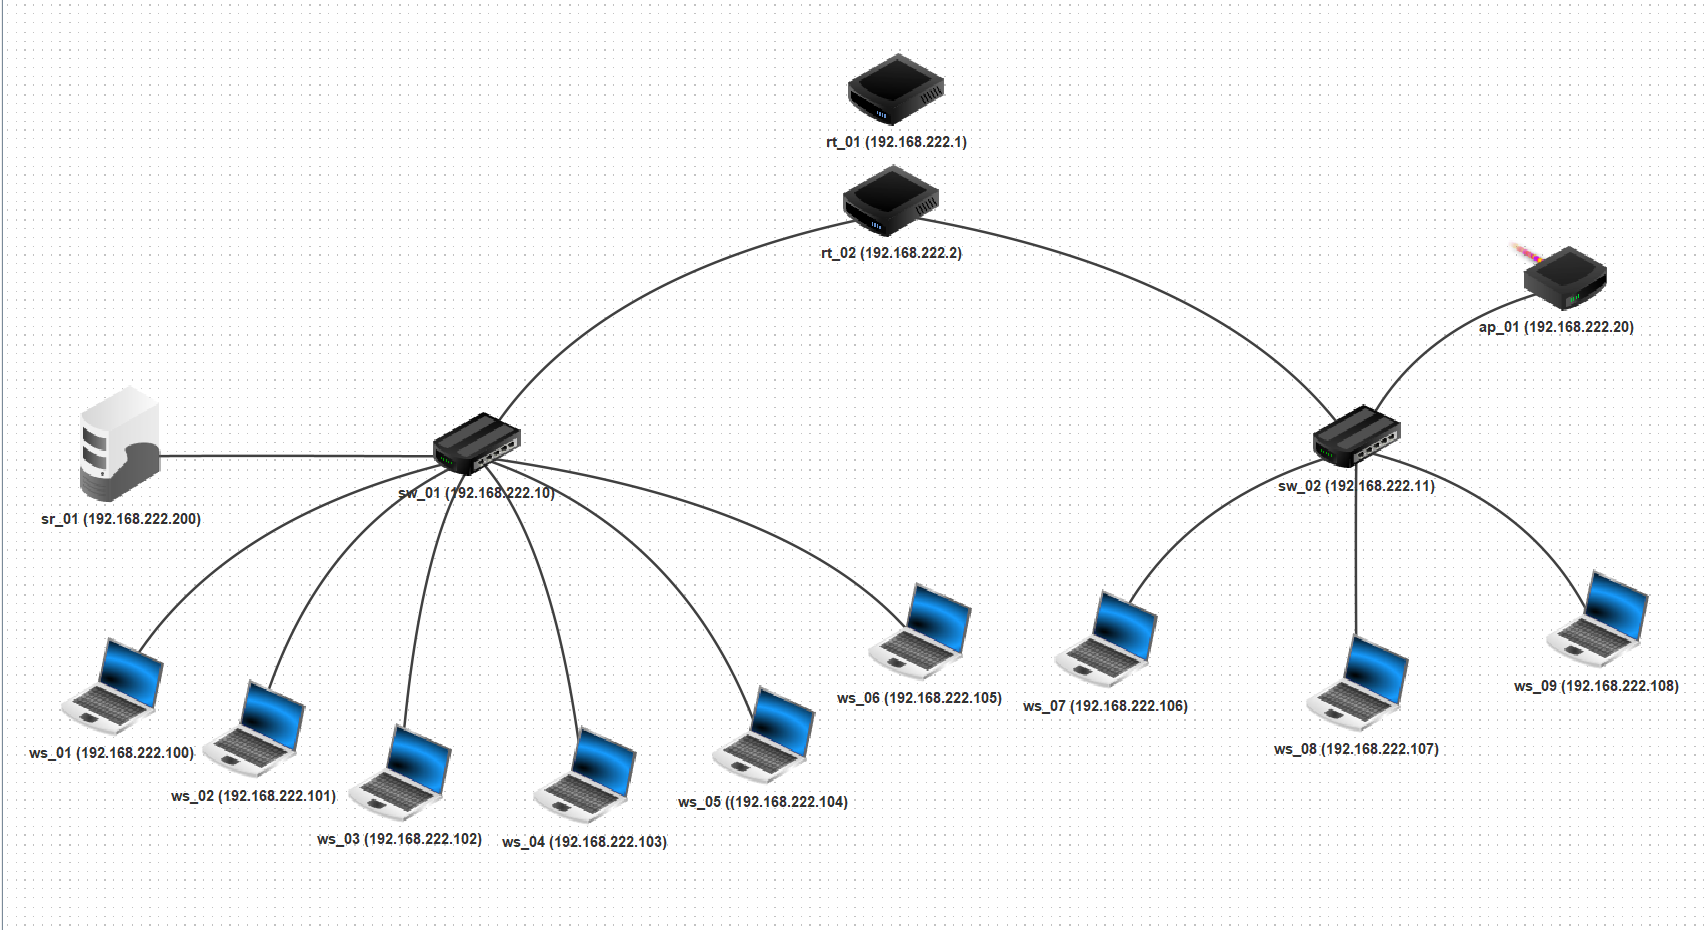 rt_01 (192.168.222.1)
rt_02 (192.168.222.2)
ap_01 (192.168.222.20)
sw_01 (192.168.222.10)
sw_02 (192.168.222.11)
sr_01 (192.168.222.200)
ws_01 (192.168.222.100)
ws_02 (192.168.222.101)
ws_03 (192.168.222.102)
ws_04 (192.168.222.103)
ws_05 ((192.168.222.104)
ws_06 (192.168.222.105)
ws_07 (192.168.222.106)
ws_08 (192.168.222.107)
ws_09 (192.168.222.108)